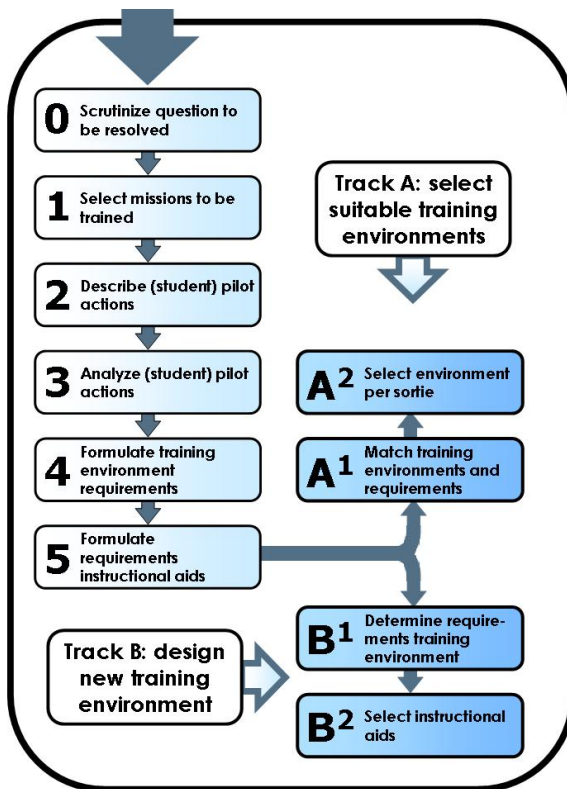 0 Scrutinize question to
be resolved
1 Select missions to be
trained
2 Describe (student) pilot
actions
3 Analyze (student) pilot
actions
4 Formulate training
environment
requirements
5 Formulate
requirements
instructional aids
Track A: select
suitable training
environments
A² Select environment
per sortie
A¹ Match training
environments and
requirements
Track B: design
new training
environment
B¹ Determine require-
ments training
environment
B² Select instructional
aids